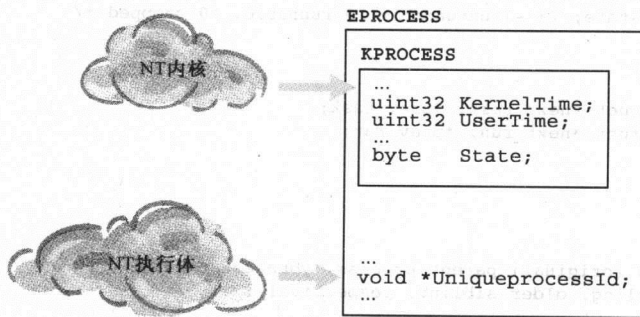 EPROCESS
KPROCESS
NT内核
...
uint32 KernelTime;
uint32 UserTime;
...
byte State;
NT执行体
...
void *UniqueprocessId;
...